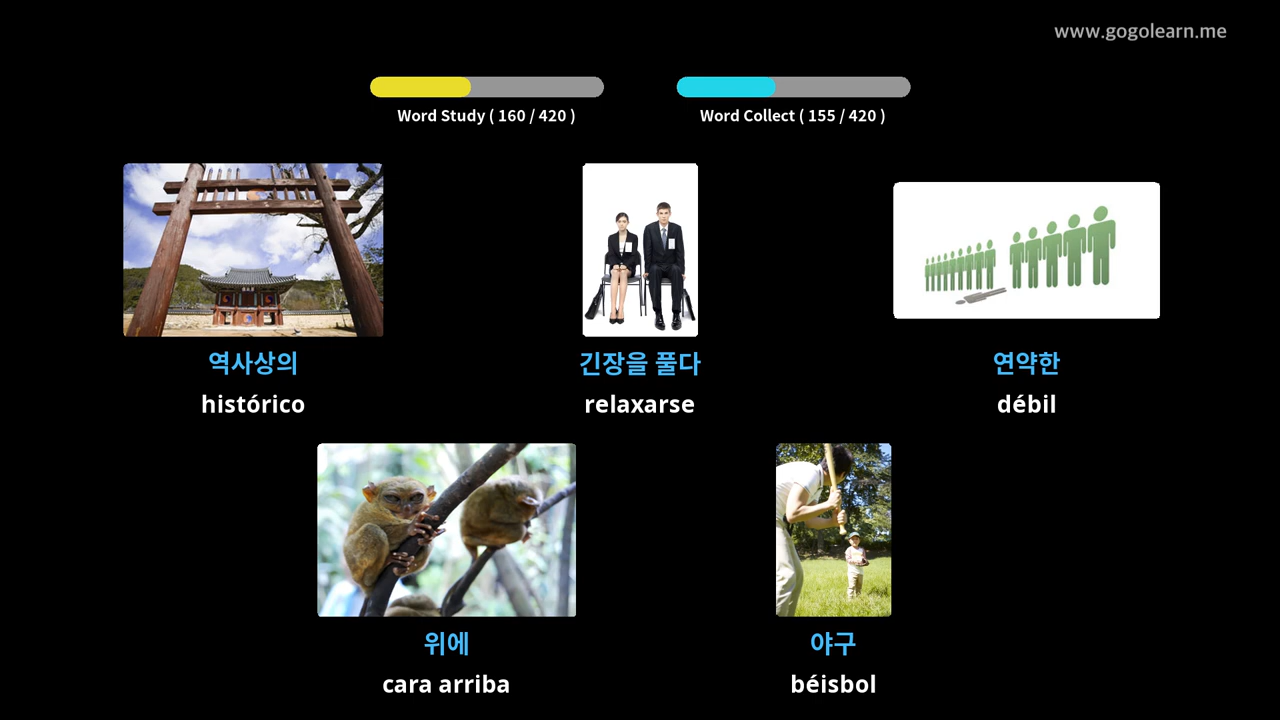 www.gogolearn.me
Word Study ( 160 / 420 )
Word Collect ( 155 / 420 )
역사상의
histórico
긴장을 풀다
relaxarse
연약한
débil
위에
cara arriba
야구
béisbol